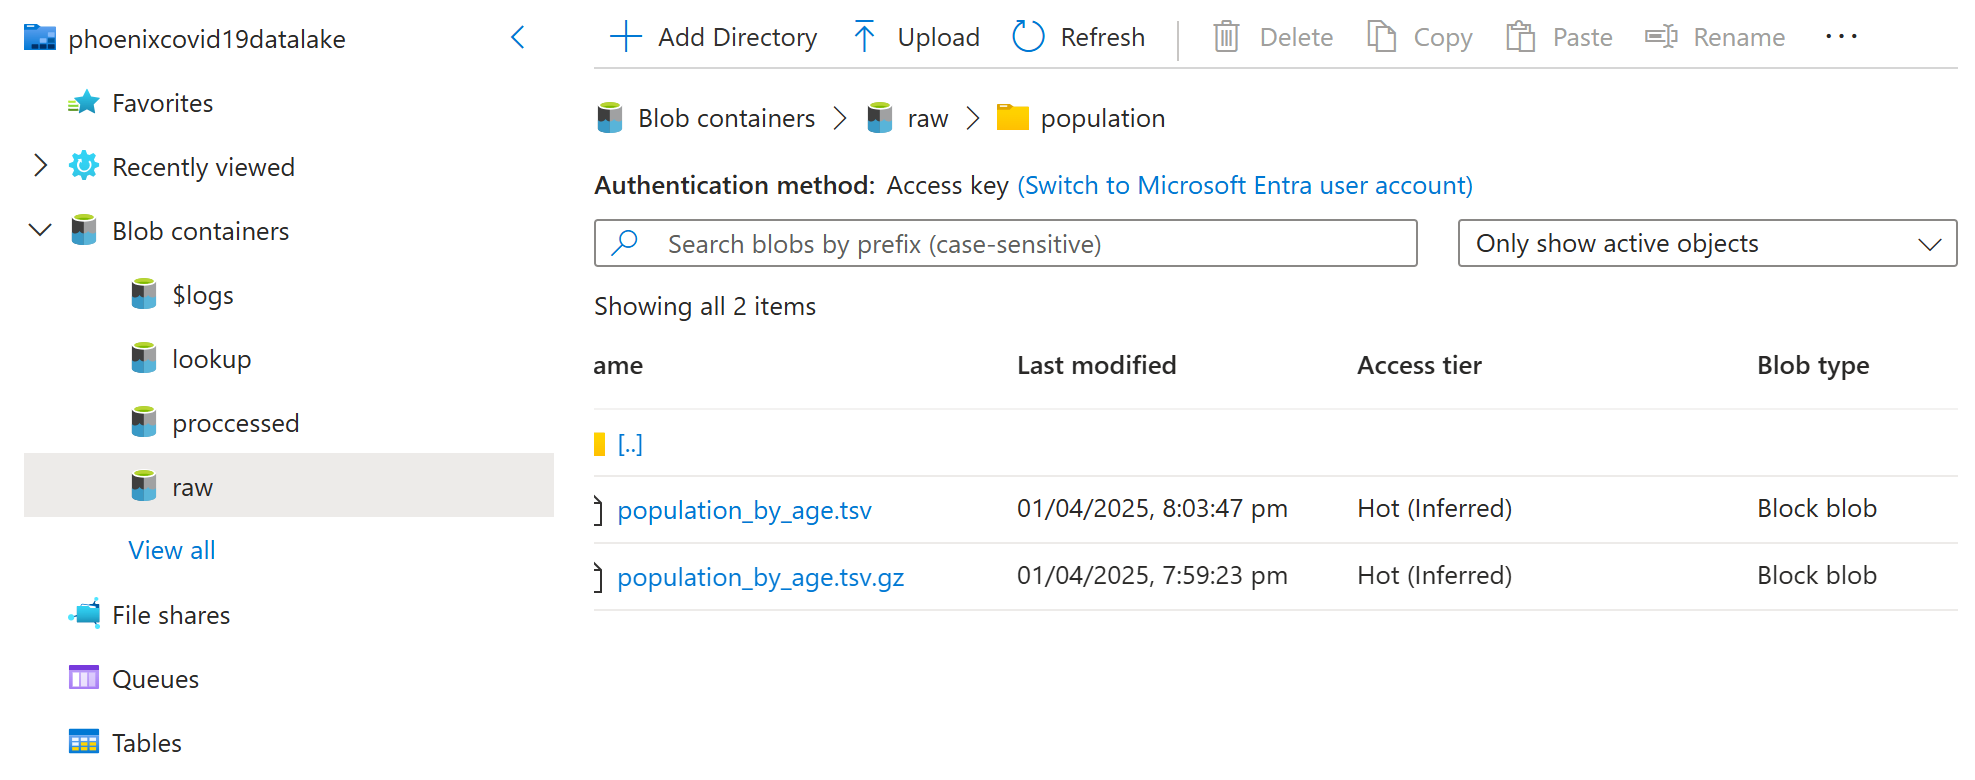 phoenixcovid19datalake
Favorites
Recently viewed
Blob containers
$logs
lookup
proccessed
raw
View all
File shares
Queues
Tables
Add Directory Upload Refresh Delete Copy Paste Rename ...
Blob containers > raw > population
Authentication method: Access key (Switch to Microsoft Entra user account)
Search blobs by prefix (case-sensitive) Only show active objects
Showing all 2 items
ame Last modified Access tier Blob type
[..]
population_by_age.tsv 01/04/2025, 8:03:47 pm Hot (Inferred) Block blob
population_by_age.tsv.gz 01/04/2025, 7:59:23 pm Hot (Inferred) Block blob